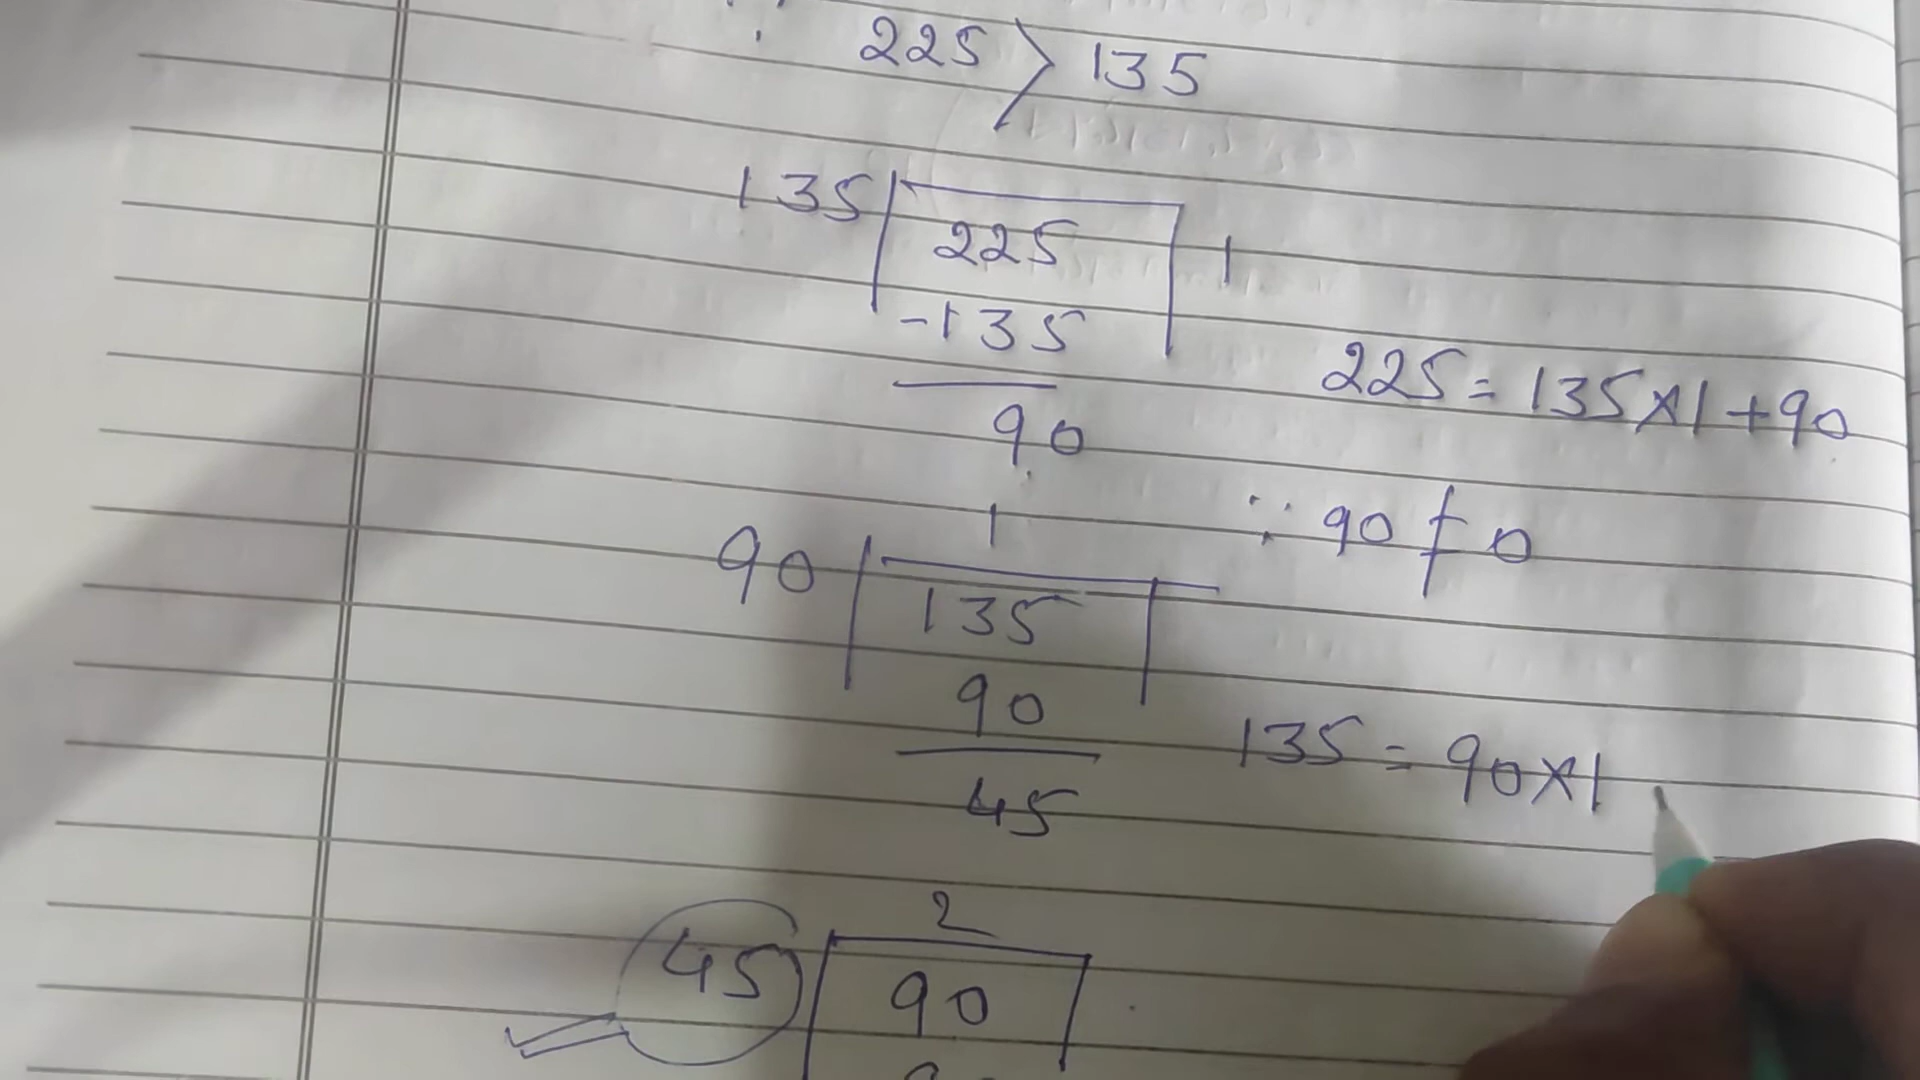 ∵ 225 > 135
135 225 1
-135
90
225 = 135×1+90
∵ 90 ≠ 0
1
90 135
90
45
135 = 90×1
2
45 90